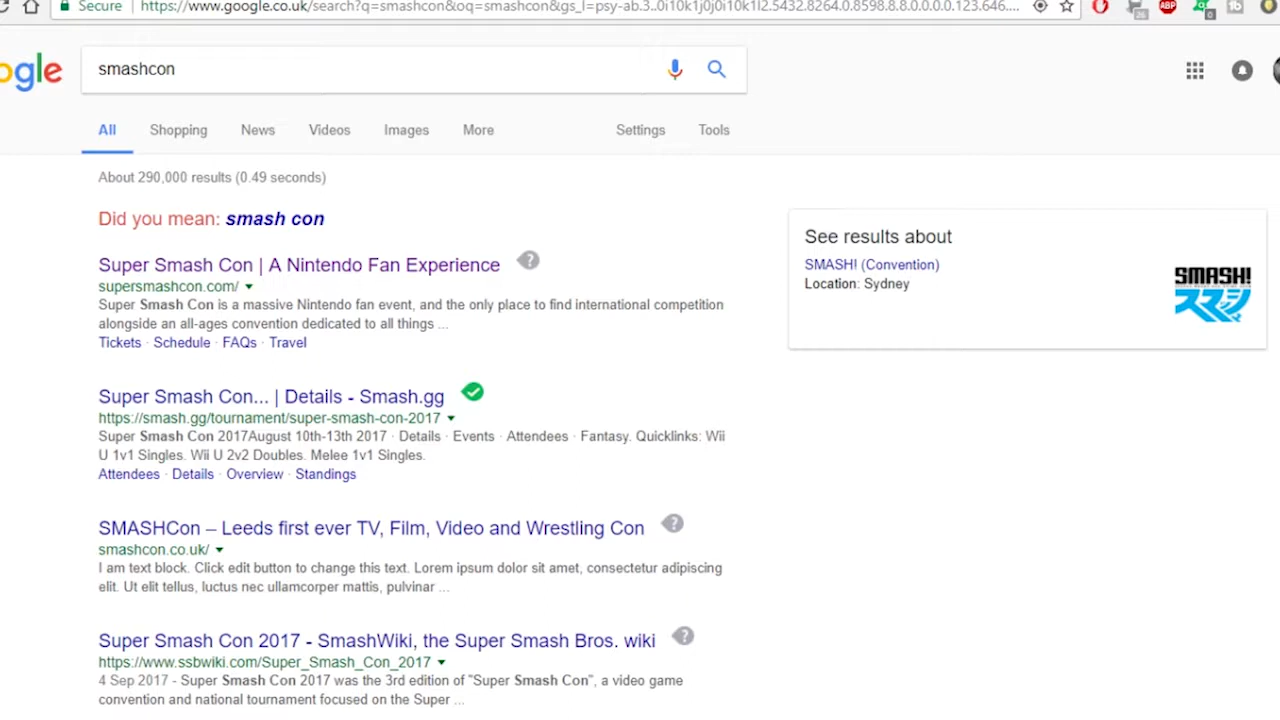 Secure https://www.google.co.uk/search?q=smashcon&oq=smashcon&gs_l=psy-ab.3..0i10k1j0j0i10k1l2.5432.8264.0.8598.8.8.0.0.0.0.123.646....
ogle smashcon
All Shopping News Videos Images More Settings Tools
About 290,000 results (0.49 seconds)
Did you mean: smash con
Super Smash Con | A Nintendo Fan Experience
supersmashcon.com/
Super Smash Con is a massive Nintendo fan event, and the only place to find international competition
alongside an all-ages convention dedicated to all things ...
Tickets · Schedule · FAQs · Travel
Super Smash Con... | Details - Smash.gg
https://smash.gg/tournament/super-smash-con-2017
Super Smash Con 2017August 10th-13th 2017 · Details · Events · Attendees · Fantasy. Quicklinks: Wii
U 1v1 Singles. Wii U 2v2 Doubles. Melee 1v1 Singles.
Attendees · Details · Overview · Standings
SMASHCon – Leeds first ever TV, Film, Video and Wrestling Con
smashcon.co.uk/
I am text block. Click edit button to change this text. Lorem ipsum dolor sit amet, consectetur adipiscing
elit. Ut elit tellus, luctus nec ullamcorper mattis, pulvinar ...
Super Smash Con 2017 - SmashWiki, the Super Smash Bros. wiki
https://www.ssbwiki.com/Super_Smash_Con_2017
4 Sep 2017 - Super Smash Con 2017 was the 3rd edition of "Super Smash Con", a video game
convention and national tournament focused on the Super ...
See results about
SMASH! (Convention)
Location: Sydney
SMASH!
スマッシュ
ABP
26
0